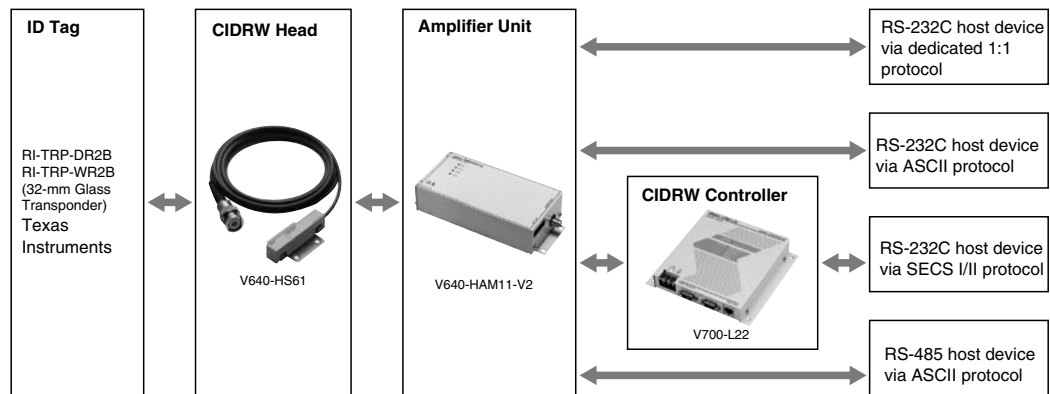 ID Tag
RI-TRP-DR2B
RI-TRP-WR2B
(32-mm Glass
Transponder)
Texas
Instruments
CIDRW Head
V640-HS61
Amplifier Unit
V640-HAM11-V2
CIDRW Controller
V700-L22
RS-232C host device
via dedicated 1:1
protocol
RS-232C host device
via ASCII protocol
RS-232C host device
via SECS I/II protocol
RS-485 host device
via ASCII protocol